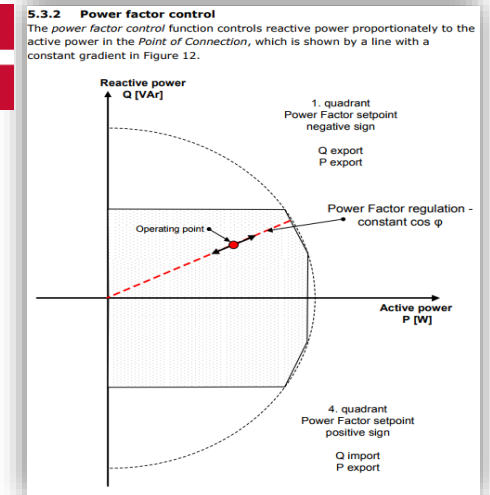 5.3.2 Power factor control
The power factor control function controls reactive power proportionately to the
active power in the Point of Connection, which is shown by a line with a
constant gradient in Figure 12.
Reactive power
Q [VAr]
1. quadrant
Power Factor setpoint
negative sign
Q export
P export
Power Factor regulation -
constant cos φ
Operating point
Active power
P [W]
4. quadrant
Power Factor setpoint
positive sign
Q import
P export